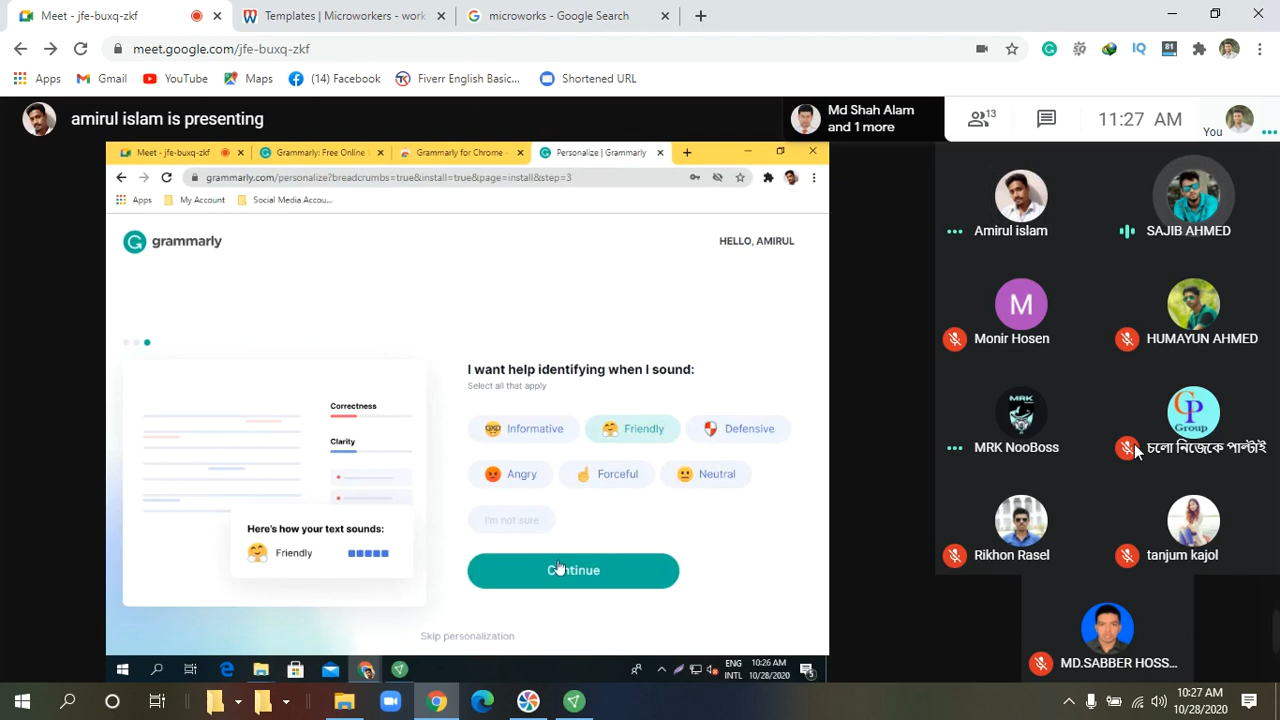 Meet - jfe-buxq-zkf
Templates | Microworkers - work
microworks - Google Search
meet.google.com/jfe-buxq-zkf
81
IQ
Apps
Gmail
YouTube
Maps
(14) Facebook
Fiverr English Basic...
Shortened URL
amirul islam is presenting
Md Shah Alam
and 1 more
13
11:27 AM
You
Meet - jfe-buxq-zkf
Grammarly: Free Online
Grammarly for Chrome -
Personalize | Grammarly
grammarly.com/personalize?breadcrumbs=true&install=true&page=install&step=3
Apps
My Account
Social Media Accou...
grammarly
HELLO, AMIRUL
I want help identifying when I sound:
Select all that apply
Informative
Friendly
Defensive
Angry
Forceful
Neutral
I'm not sure
Continue
Skip personalization
Correctness
Clarity
Here's how your text sounds:
Friendly
ENG
INTL
10:26 AM
10/28/2020
5
Amirul islam
SAJIB AHMED
M
Monir Hosen
HUMAYUN AHMED
MRK
MRK NooBoss
CP
Group
চলো নিজেকে পাল্টাই
Rikhon Rasel
tanjum kajol
MD.SABBER HOSS...
10:27 AM
10/28/2020